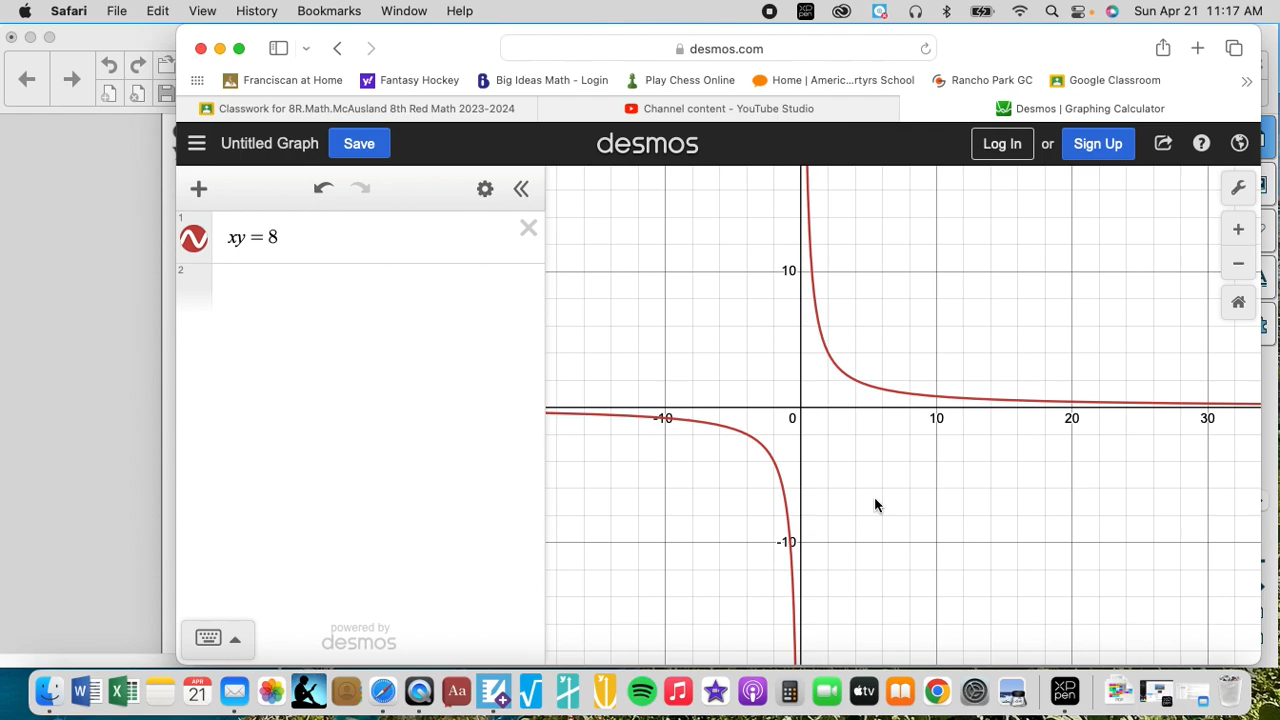 Safari File Edit View History Bookmarks Window Help Sun Apr 21 11:17 AM
desmos.com
Franciscan at Home Fantasy Hockey Big Ideas Math - Login Play Chess Online Home | Americ...rtyrs School Rancho Park GC Google Classroom
Classwork for 8R.Math.McAusland 8th Red Math 2023-2024 Channel content - YouTube Studio Desmos | Graphing Calculator
Untitled Graph Save desmos Log In or Sign Up
1
xy = 8
2
10
-10 0 10 20 30
-10
powered by
desmos
APR
21
Aa
tv